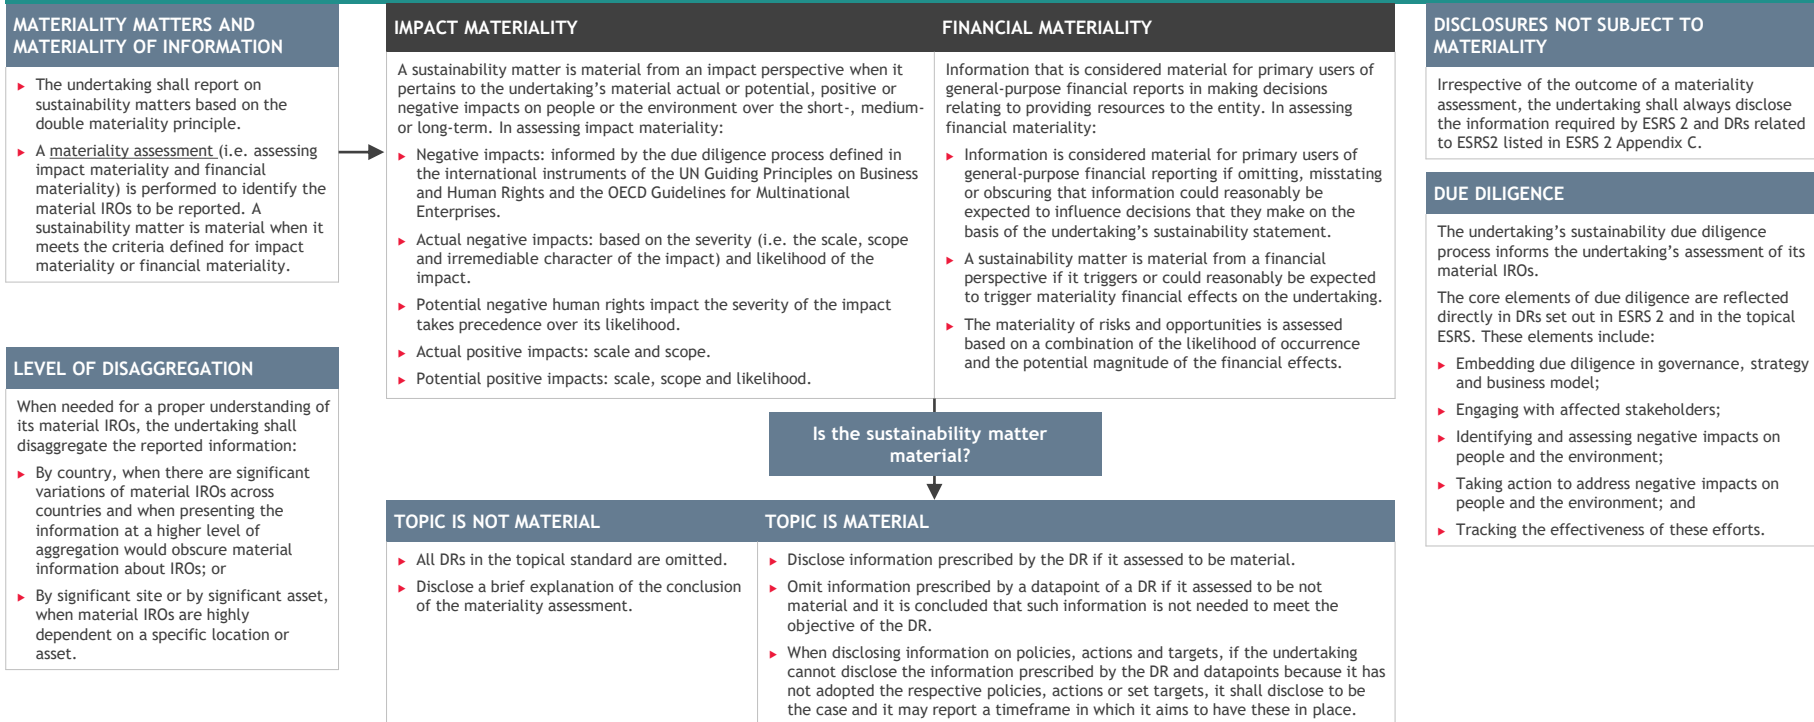 MATERIALITY MATTERS AND
MATERIALITY OF INFORMATION
► The undertaking shall report on
sustainability matters based on the
double materiality principle.
► A materiality assessment (i.e. assessing
impact materiality and financial
materiality) is performed to identify the
material IROs to be reported. A
sustainability matter is material when it
meets the criteria defined for impact
materiality or financial materiality.
LEVEL OF DISAGGREGATION
When needed for a proper understanding of
its material IROs, the undertaking shall
disaggregate the reported information:
► By country, when there are significant
variations of material IROs across
countries and when presenting the
information at a higher level of
aggregation would obscure material
information about IROs; or
► By significant site or by significant asset,
when material IROs are highly
dependent on a specific location or
asset.
IMPACT MATERIALITY
A sustainability matter is material from an impact perspective when it
pertains to the undertaking's material actual or potential, positive or
negative impacts on people or the environment over the short-, medium-
or long-term. In assessing impact materiality:
► Negative impacts: informed by the due diligence process defined in
the international instruments of the UN Guiding Principles on Business
and Human Rights and the OECD Guidelines for Multinational
Enterprises.
► Actual negative impacts: based on the severity (i.e. the scale, scope
and irremediable character of the impact) and likelihood of the
impact.
► Potential negative human rights impact the severity of the impact
takes precedence over its likelihood.
► Actual positive impacts: scale and scope.
► Potential positive impacts: scale, scope and likelihood.
FINANCIAL MATERIALITY
Information that is considered material for primary users of
general-purpose financial reports in making decisions
relating to providing resources to the entity. In assessing
financial materiality:
► Information is considered material for primary users of
general-purpose financial reporting if omitting, misstating
or obscuring that information could reasonably be
expected to influence decisions that they make on the
basis of the undertaking's sustainability statement.
► A sustainability matter is material from a financial
perspective if it triggers or could reasonably be expected
to trigger materiality financial effects on the undertaking.
► The materiality of risks and opportunities is assessed
based on a combination of the likelihood of occurrence
and the potential magnitude of the financial effects.
Is the sustainability matter
material?
TOPIC IS NOT MATERIAL
► All DRs in the topical standard are omitted.
► Disclose a brief explanation of the conclusion
of the materiality assessment.
TOPIC IS MATERIAL
► Disclose information prescribed by the DR if it assessed to be material.
► Omit information prescribed by a datapoint of a DR if it assessed to be not
material and it is concluded that such information is not needed to meet the
objective of the DR.
► When disclosing information on policies, actions and targets, if the undertaking
cannot disclose the information prescribed by the DR and datapoints because it has
not adopted the respective policies, actions or set targets, it shall disclose to be
the case and it may report a timeframe in which it aims to have these in place.
DISCLOSURES NOT SUBJECT TO
MATERIALITY
Irrespective of the outcome of a materiality
assessment, the undertaking shall always disclose
the information required by ESRS 2 and DRs related
to ESRS2 listed in ESRS 2 Appendix C.
DUE DILIGENCE
The undertaking's sustainability due diligence
process informs the undertaking's assessment of its
material IROs.
The core elements of due diligence are reflected
directly in DRs set out in ESRS 2 and in the topical
ESRS. These elements include:
► Embedding due diligence in governance, strategy
and business model;
► Engaging with affected stakeholders;
► Identifying and assessing negative impacts on
people and the environment;
► Taking action to address negative impacts on
people and the environment; and
► Tracking the effectiveness of these efforts.